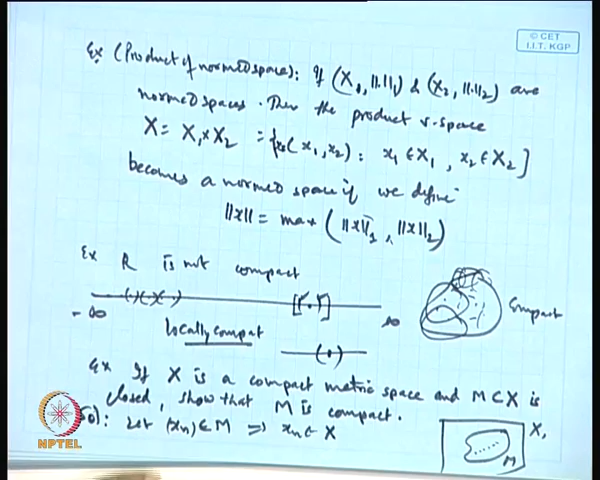 © CET
I.I.T. KGP
Ex (Product of normed space): If (X₁, ||.||₁) & (X₂, ||.||₂) are
normed spaces. Then the product v. space
X = X₁ × X₂ = {x=(x₁, x₂) : x₁ ∈ X₁, x₂ ∈ X₂]
becomes a normed space if we define
||x|| = max (||x||₁, ||x||₂)
Ex R is not compact
-∞ ∞
locally compat
Compact
Ex If X is a compact metric space and M ⊂ X is
closed, show that M is compact.
Sol): Let (xn) ∈ M ⇒ xn ∈ X
X,
M
NPTEL